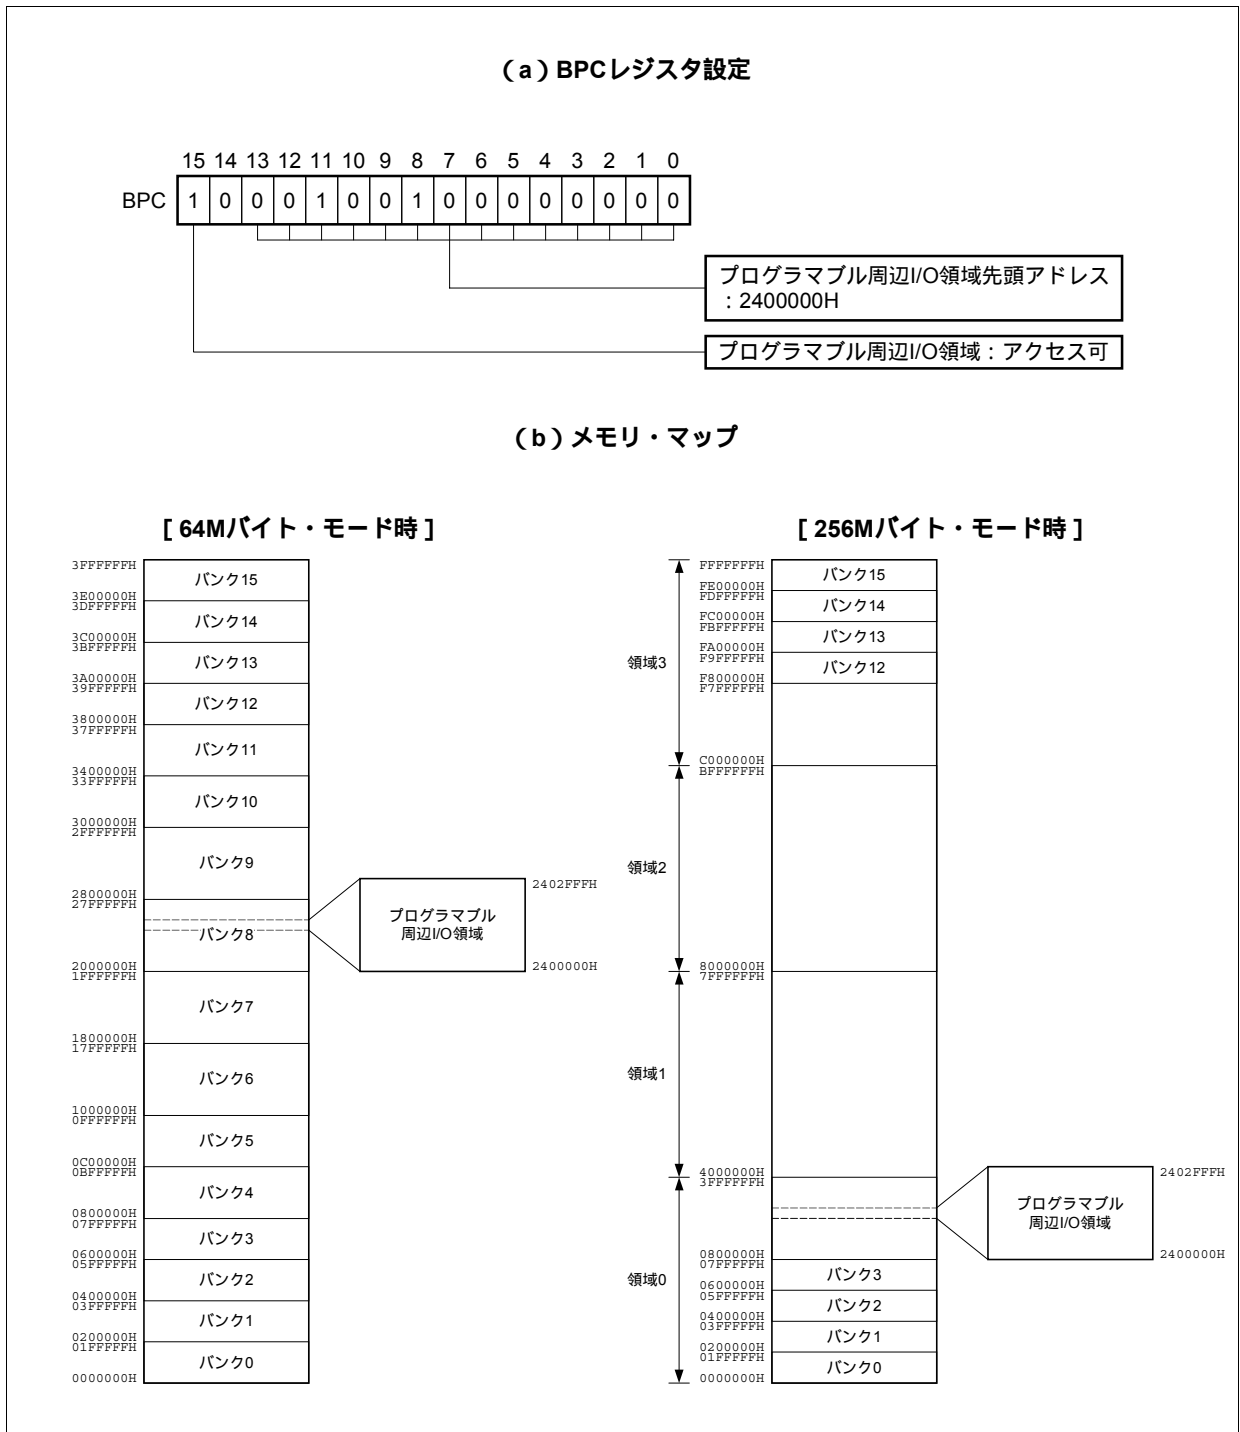 （a）BPCレジスタ設定
15 14 13 12 11 10 9 8 7 6 5 4 3 2 1 0
BPC 1 0 0 0 1 0 0 1 0 0 0 0 0 0 0 0
プログラマブル周辺I/O領域先頭アドレス
：2400000H
プログラマブル周辺I/O領域：アクセス可
（b）メモリ・マップ
[ 64Mバイト・モード時 ]
3FFFFFFH
バンク15
3E00000H
3DFFFFFH
バンク14
3C00000H
3BFFFFFH
バンク13
3A00000H
39FFFFFH
バンク12
3800000H
37FFFFFH
バンク11
3400000H
33FFFFFH
バンク10
3000000H
2FFFFFFH
バンク9
2800000H
27FFFFFH
バンク8
2000000H
1FFFFFFH
バンク7
1800000H
17FFFFFH
バンク6
1000000H
0FFFFFFH
バンク5
0C00000H
0BFFFFFH
バンク4
0800000H
07FFFFFH
バンク3
0600000H
05FFFFFH
バンク2
0400000H
03FFFFFH
バンク1
0200000H
01FFFFFH
バンク0
0000000H
2402FFFH
プログラマブル
周辺I/O領域
2400000H
[ 256Mバイト・モード時 ]
領域3
領域2
領域1
領域0
FFFFFFFH
バンク15
FE00000H
FDFFFFFH
バンク14
FC00000H
FBFFFFFH
バンク13
FA00000H
F9FFFFFH
バンク12
F800000H
F7FFFFFH
C000000H
BFFFFFFH
8000000H
7FFFFFFH
4000000H
3FFFFFFH
0800000H
07FFFFFH
バンク3
0600000H
05FFFFFH
バンク2
0400000H
03FFFFFH
バンク1
0200000H
01FFFFFH
バンク0
0000000H
2402FFFH
プログラマブル
周辺I/O領域
2400000H